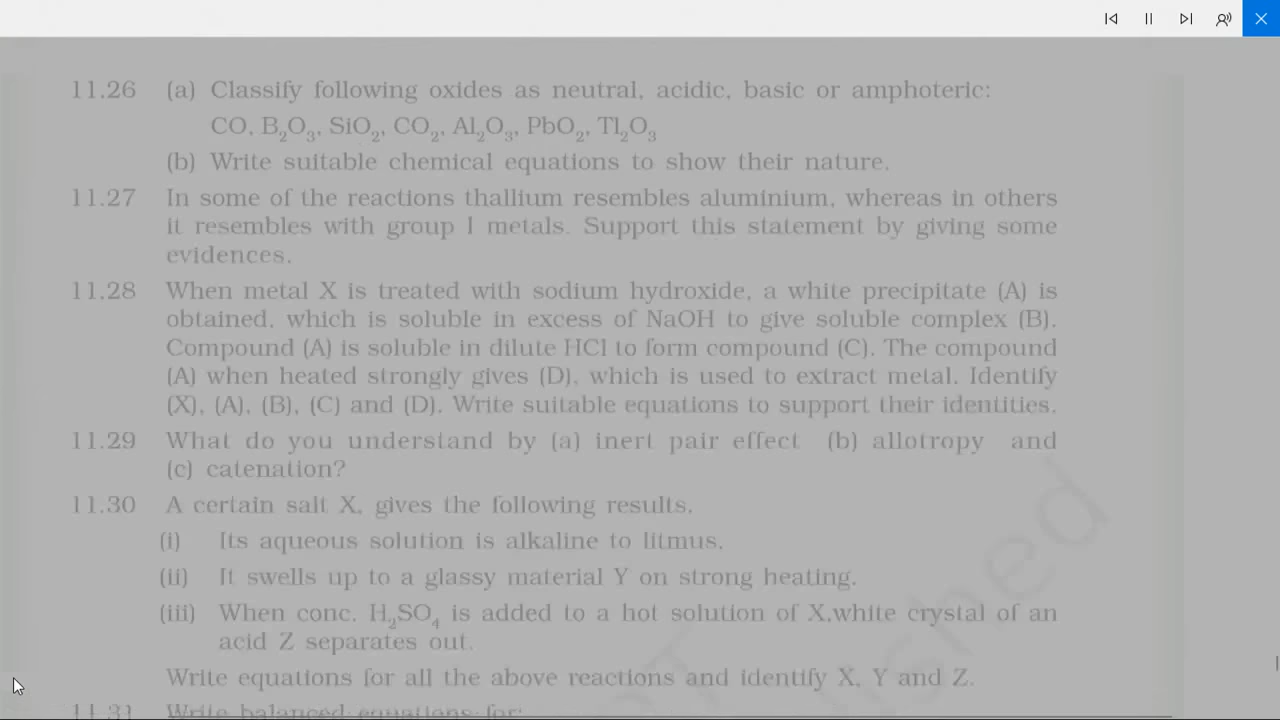 11.26 (a) Classify following oxides as neutral, acidic, basic or amphoteric:
CO, B₂O₃, SiO₂, CO₂, Al₂O₃, PbO₂, Tl₂O₃
(b) Write suitable chemical equations to show their nature.
11.27 In some of the reactions thallium resembles aluminium, whereas in others
it resembles with group I metals. Support this statement by giving some
evidences.
11.28 When metal X is treated with sodium hydroxide, a white precipitate (A) is
obtained, which is soluble in excess of NaOH to give soluble complex (B).
Compound (A) is soluble in dilute HCl to form compound (C). The compound
(A) when heated strongly gives (D), which is used to extract metal. Identify
(X), (A), (B), (C) and (D). Write suitable equations to support their identities.
11.29 What do you understand by (a) inert pair effect (b) allotropy and
(c) catenation?
11.30 A certain salt X, gives the following results.
(i) Its aqueous solution is alkaline to litmus.
(ii) It swells up to a glassy material Y on strong heating.
(iii) When conc. H₂SO₄ is added to a hot solution of X,white crystal of an
acid Z separates out.
Write equations for all the above reactions and identify X, Y and Z.
11.31 Write balanced equations for: